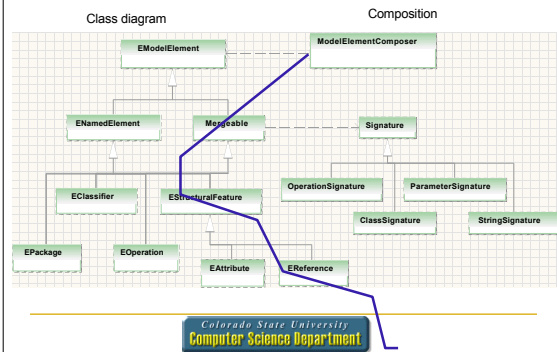 Class diagram
Composition
EModelElement
ModelElementComposer
ENamedElement
Mergeable
Signature
EClassifier
EStructuralFeature
OperationSignature
ParameterSignature
ClassSignature
StringSignature
EPackage
EOperation
EAttribute
EReference
Colorado State University
Computer Science Department